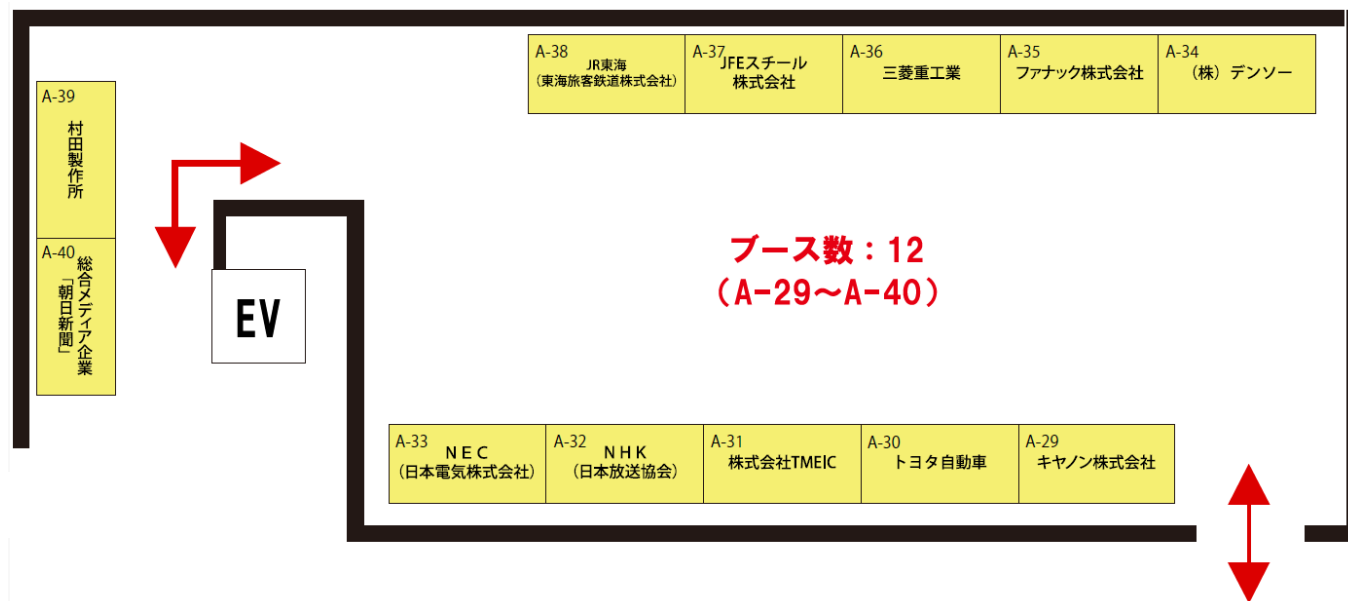 A-38
JR東海
(東海旅客鉄道株式会社)
A-37
JFEスチール
株式会社
A-36
三菱重工業
A-35
ファナック株式会社
A-34
(株)デンソー
A-39
村田製作所
A-40
総合メディア企業
「朝日新聞」
EV
ブース数:12
(A-29～A-40)
A-33
NEC
(日本電気株式会社)
A-32
NHK
(日本放送協会)
A-31
株式会社TMEIC
A-30
トヨタ自動車
A-29
キヤノン株式会社